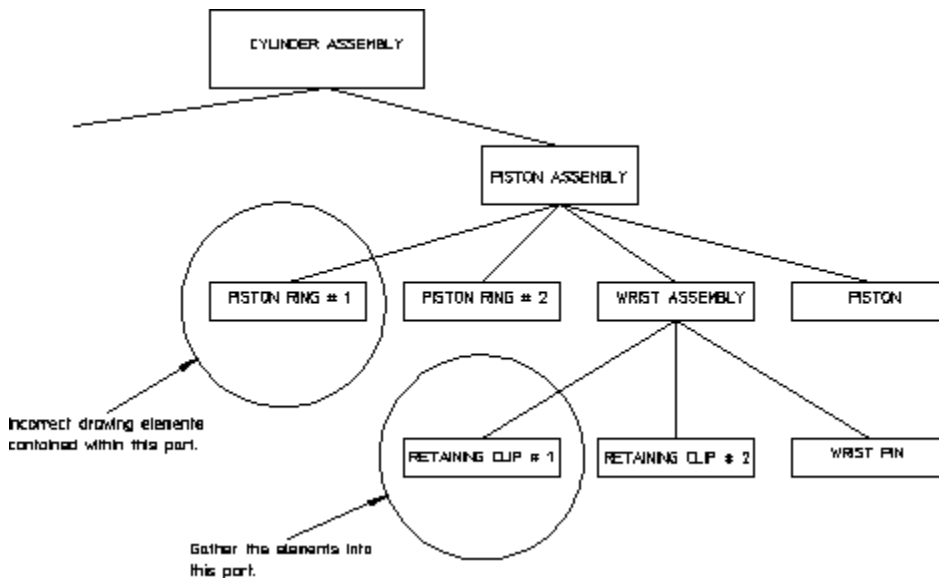 CYLINDER ASSEMBLY
PISTON ASSEMBLY
PISTON RING # 1
PISTON RING # 2
WRIST ASSEMBLY
PISTON
Incorrect drawing elements
contained within this part.
RETAINING CLIP # 1
RETAINING CLIP # 2
WRIST PIN
Gather the elements into
this part.